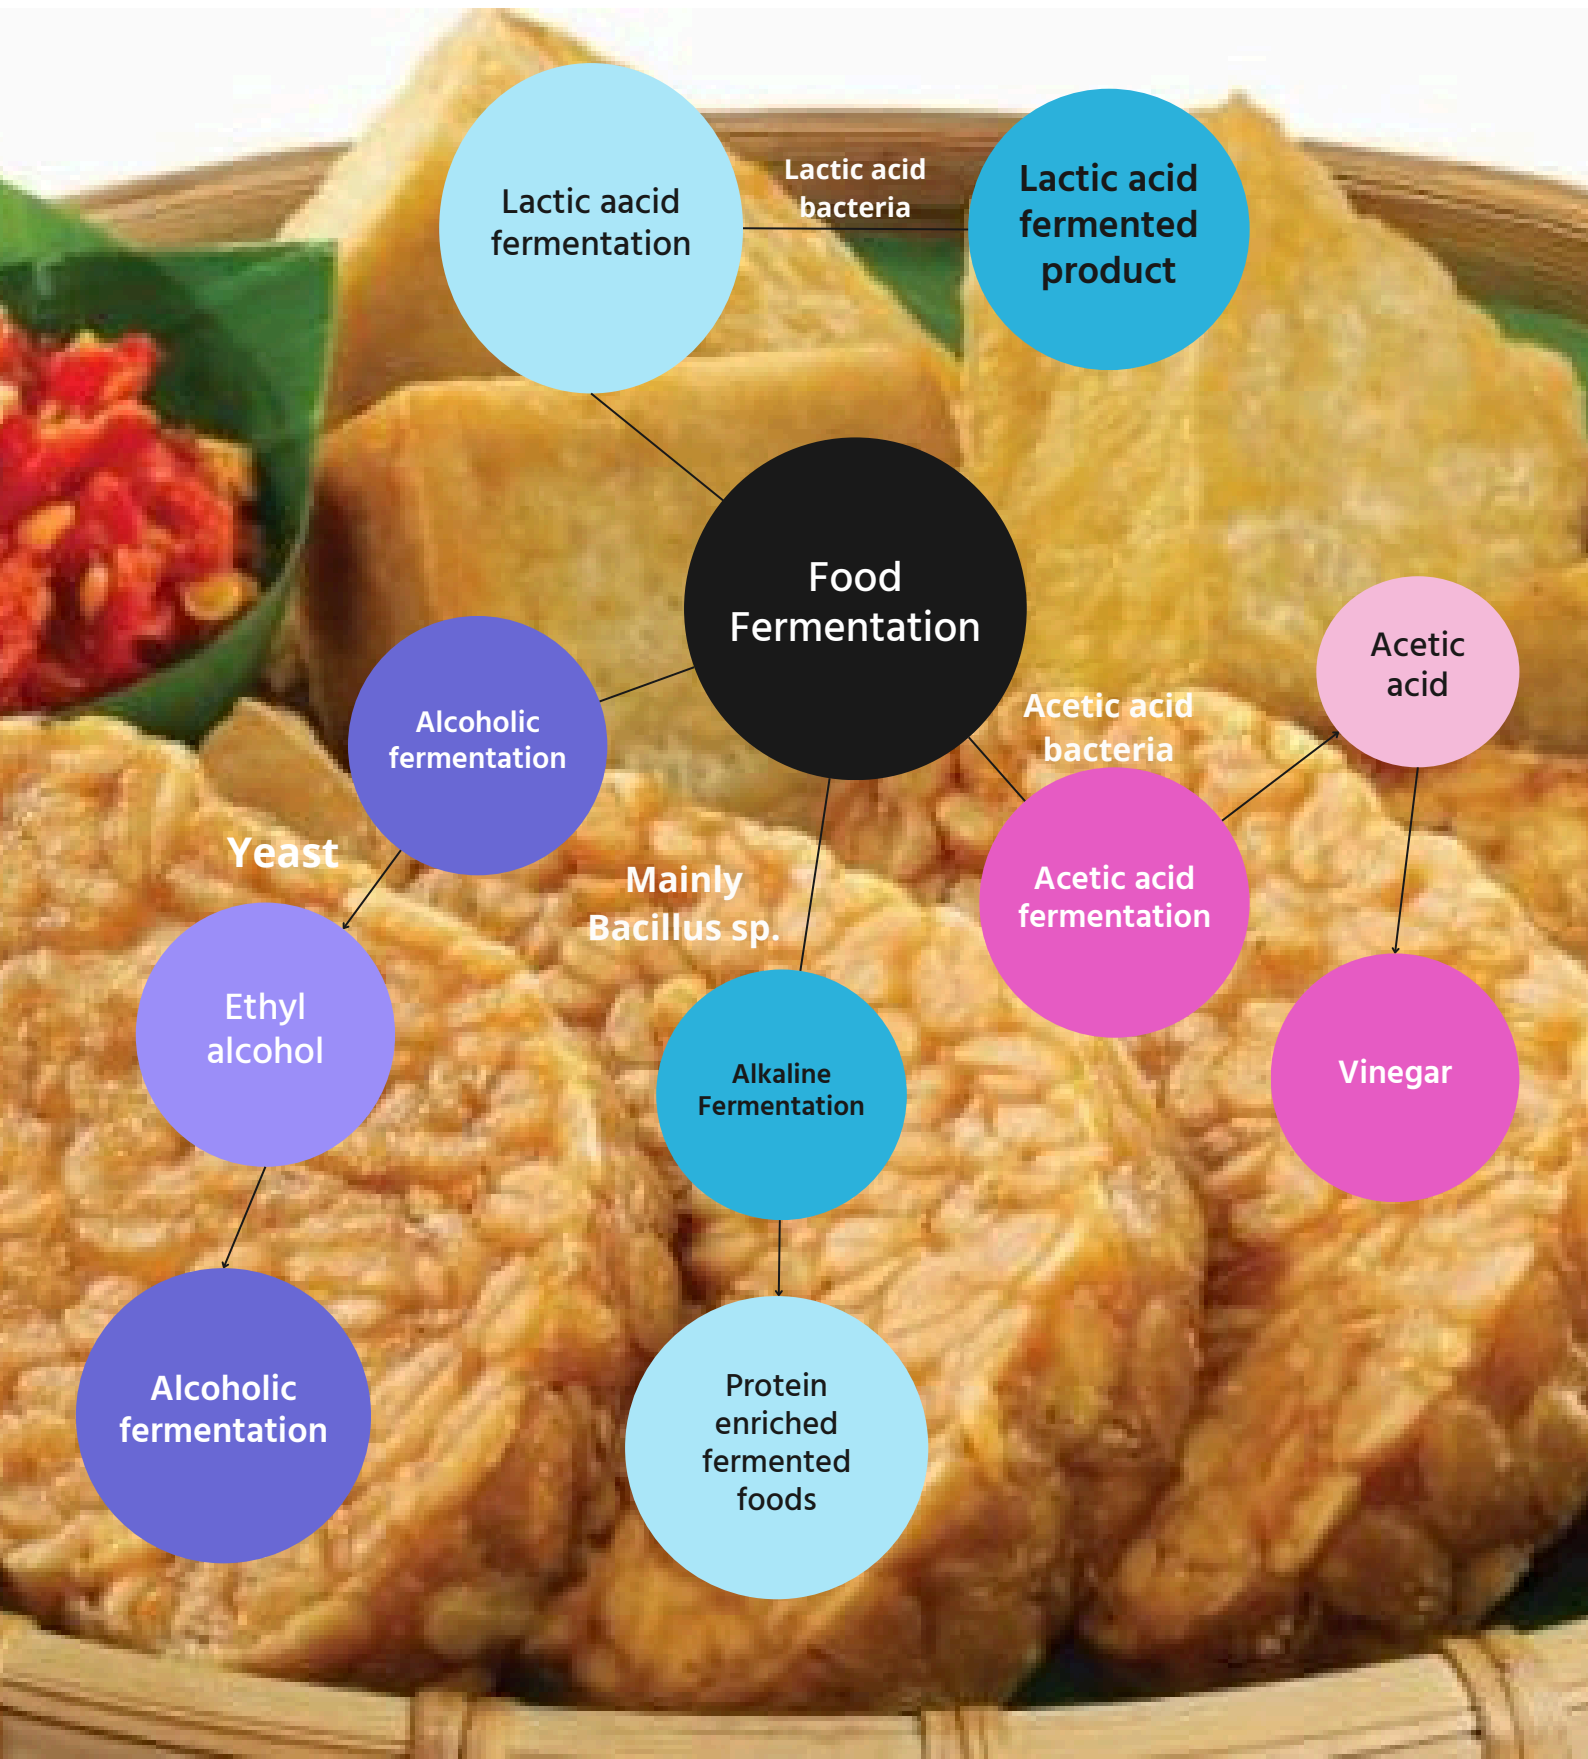 Lactic aacid
fermentation
Lactic acid
bacteria
Lactic acid
fermented
product
Food
Fermentation
Alcoholic
fermentation
Acetic acid
bacteria
Acetic
acid
Yeast
Mainly
Bacillus sp.
Acetic acid
fermentation
Ethyl
alcohol
Alkaline
Fermentation
Vinegar
Alcoholic
fermentation
Protein
enriched
fermented
foods